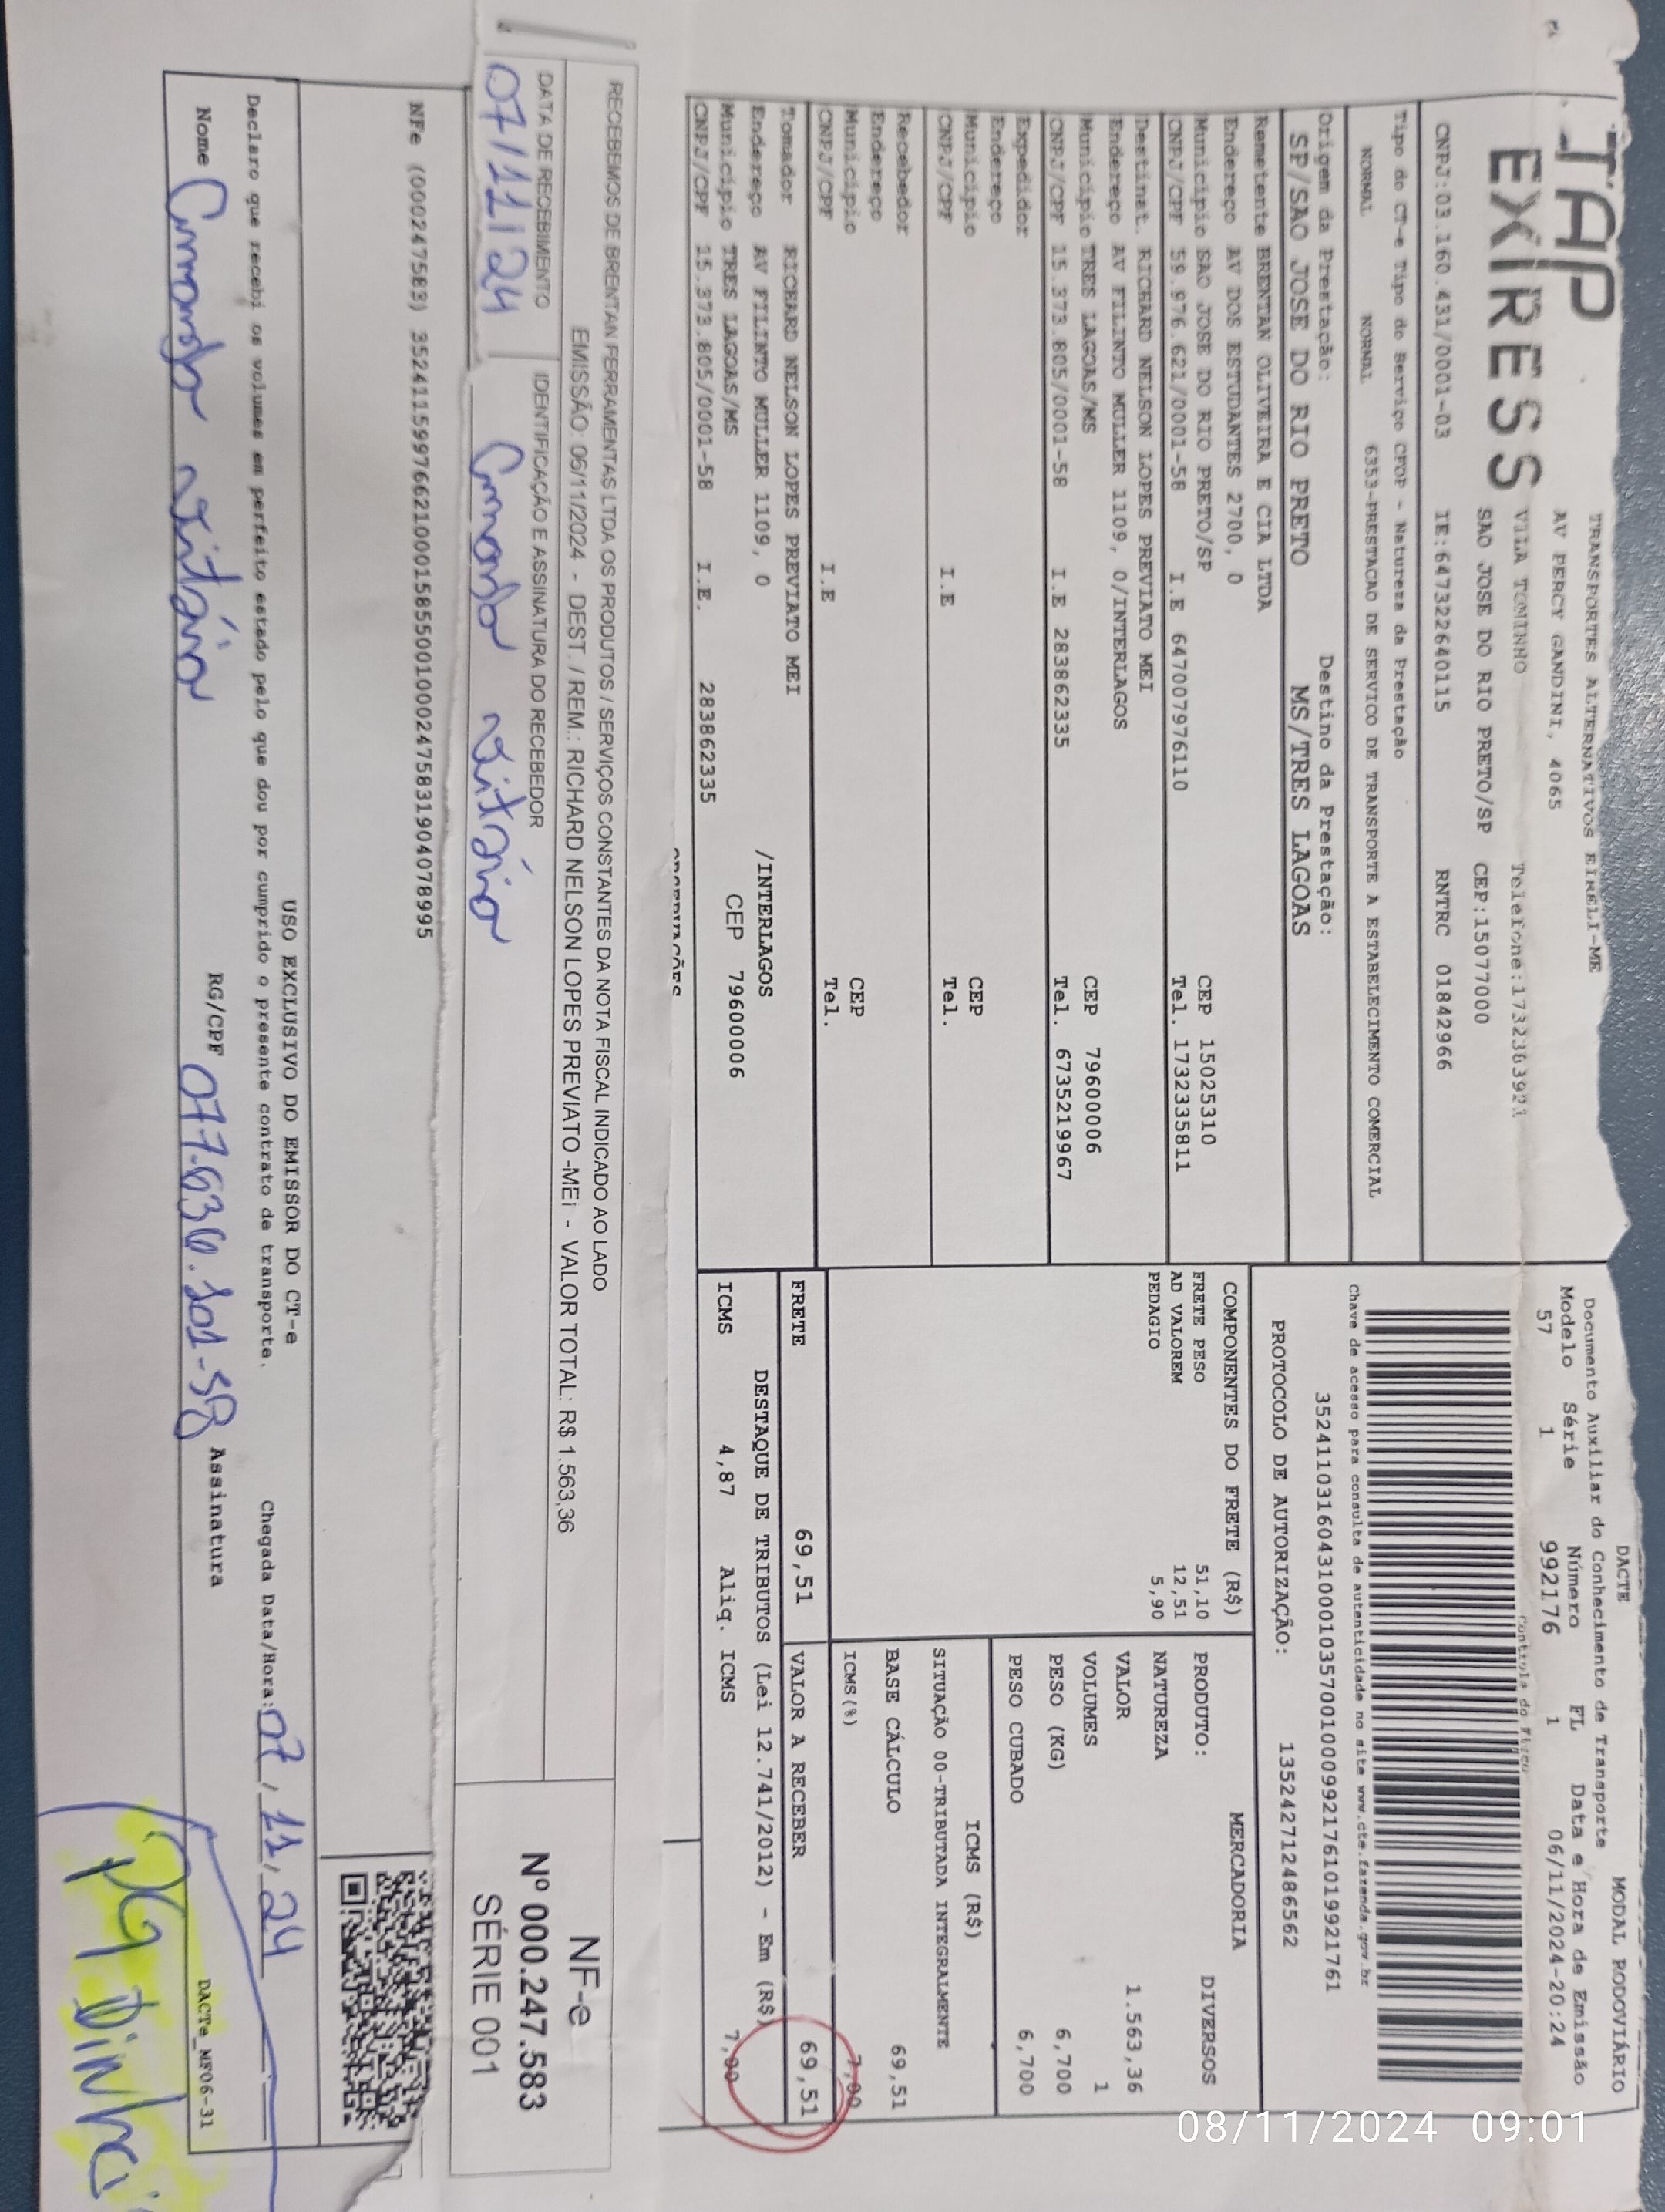 TAP
EXPRESS
TRANSPORTES ALTERNATIVOS EIRELI-ME
AV PERCY GANDINI, 4065
VILA TONINHO Telefone:1732363921
SAO JOSE DO RIO PRETO/SP CEP:15077000
CNPJ:03.160.431/0001-03 IE:647322640115 RNTRC 01842966
DACTE MODAL RODOVIÁRIO
Documento Auxiliar do Conhecimento de Transporte
Modelo Série Número FL Data e Hora de Emissão
57 1 992176 1 06/11/2024-20:24
Controle do Fisco
Chave de acesso para consulta de autenticidade no site www.cte.fazenda.gov.br
35241103160431000103570010009921761019921761
PROTOCOLO DE AUTORIZAÇÃO: 135242712486562
Tipo do CT-e Tipo do Serviço CFOP - Natureza da Prestação
NORMAL NORMAL 6353-PRESTACAO DE SERVICO DE TRANSPORTE A ESTABELECIMENTO COMERCIAL
Origem da Prestação: Destino da Prestação:
SP/SAO JOSE DO RIO PRETO MS/TRES LAGOAS
Remetente BRENTAN OLIVEIRA E CIA LTDA
Endereço AV DOS ESTUDANTES 2700, 0
Município SAO JOSE DO RIO PRETO/SP CEP 15025310
CNPJ/CPF 59.976.621/0001-58 I.E 647007976110 Tel. 1732335811
Destinat. RICHARD NELSON LOPES PREVIATO MEI
Endereço AV FILINTO MULLER 1109, 0/INTERLAGOS
Município TRES LAGOAS/MS CEP 79600006
CNPJ/CPF 15.373.805/0001-58 I.E 283862335 Tel. 6735219967
Expedidor
Endereço
Município CEP
CNPJ/CPF I.E Tel.
Recebedor
Endereço
Município CEP
CNPJ/CPF I.E Tel.
Tomador RICHARD NELSON LOPES PREVIATO MEI
Endereço AV FILINTO MULLER 1109, 0 /INTERLAGOS
Município TRES LAGOAS/MS CEP 79600006
CNPJ/CPF 15.373.805/0001-58 I.E. 283862335
COMPONENTES DO FRETE (R$)
FRETE PESO 51,10
AD VALOREM 12,51
PEDAGIO 5,90
MERCADORIA
PRODUTO: DIVERSOS
NATUREZA
VALOR 1.563,36
VOLUMES 1
PESO (KG) 6,700
PESO CUBADO 6,700
ICMS (R$)
SITUAÇÃO 00-TRIBUTADA INTEGRALMENTE
BASE CÁLCULO 69,51
ICMS(%) 7,00
FRETE 69,51 VALOR A RECEBER 69,51
DESTAQUE DE TRIBUTOS (Lei 12.741/2012) - Em (R$)
ICMS 4,87 Aliq. ICMS 7,00
RECEBEMOS DE BRENTAN FERRAMENTAS LTDA OS PRODUTOS / SERVIÇOS CONSTANTES DA NOTA FISCAL INDICADO AO LADO
EMISSÃO: 06/11/2024 - DEST. / REM.: RICHARD NELSON LOPES PREVIATO -MEi - VALOR TOTAL: R$ 1.563,36
DATA DE RECEBIMENTO IDENTIFICAÇÃO E ASSINATURA DO RECEBEDOR
07/11/24
NF-e
Nº 000.247.583
SÉRIE 001
NFe (000247583) 35241159976621000158550010002475831904078995
USO EXCLUSIVO DO EMISSOR DO CT-e
Declaro que recebi os volumes em perfeito estado pelo que dou por cumprido o presente contrato de transporte. Chegada Data/Hora: 07/11/24
Nome RG/CPF 077.636.101-58 Assinatura DACTe_MF06-31
PG Dinhei
08/11/2024 09:01